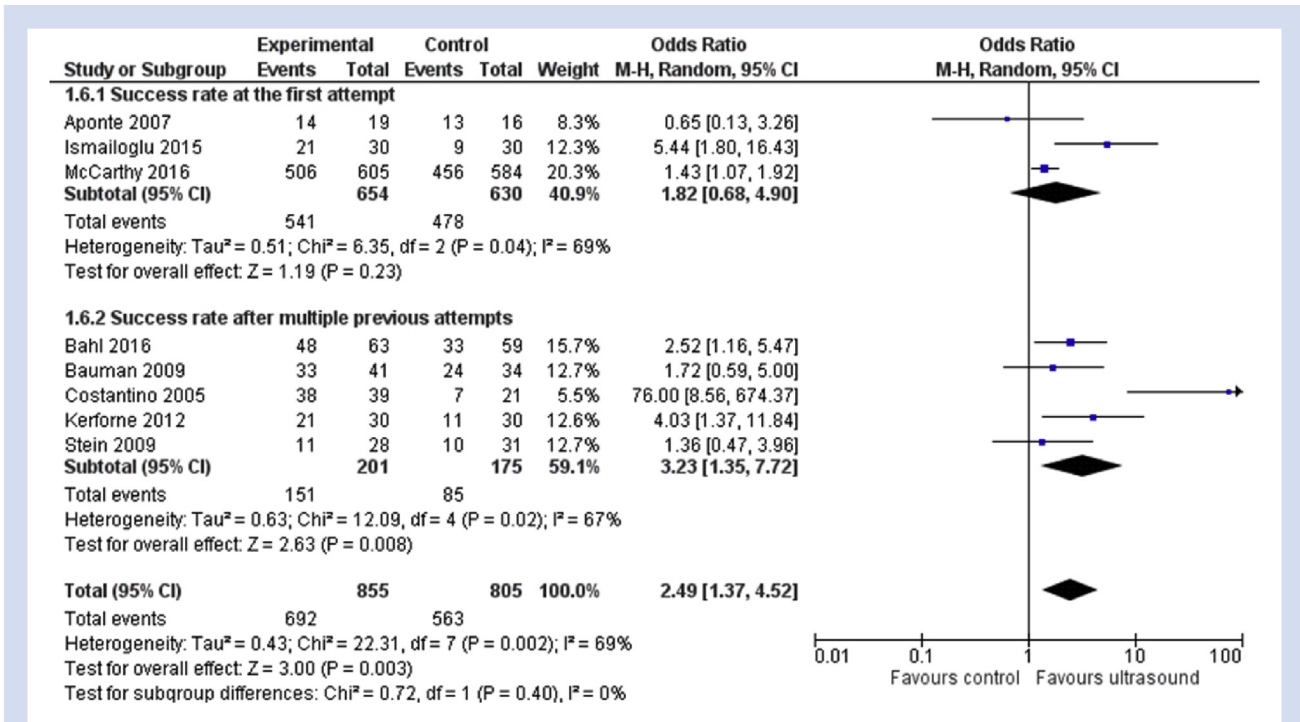 Experimental Control Odds Ratio Odds Ratio
Study or Subgroup Events Total Events Total Weight M-H, Random, 95% CI M-H, Random, 95% CI
1.6.1 Success rate at the first attempt
Aponte 2007 14 19 13 16 8.3% 0.65 [0.13, 3.26]
Ismailoglu 2015 21 30 9 30 12.3% 5.44 [1.80, 16.43]
McCarthy 2016 506 605 456 584 20.3% 1.43 [1.07, 1.92]
Subtotal (95% CI) 654 630 40.9% 1.82 [0.68, 4.90]
Total events 541 478
Heterogeneity: Tau² = 0.51; Chi² = 6.35, df = 2 (P = 0.04); I² = 69%
Test for overall effect: Z = 1.19 (P = 0.23)
1.6.2 Success rate after multiple previous attempts
Bahl 2016 48 63 33 59 15.7% 2.52 [1.16, 5.47]
Bauman 2009 33 41 24 34 12.7% 1.72 [0.59, 5.00]
Costantino 2005 38 39 7 21 5.5% 76.00 [8.56, 674.37]
Kerforne 2012 21 30 11 30 12.6% 4.03 [1.37, 11.84]
Stein 2009 11 28 10 31 12.7% 1.36 [0.47, 3.96]
Subtotal (95% CI) 201 175 59.1% 3.23 [1.35, 7.72]
Total events 151 85
Heterogeneity: Tau² = 0.63; Chi² = 12.09, df = 4 (P = 0.02); I² = 67%
Test for overall effect: Z = 2.63 (P = 0.008)
Total (95% CI) 855 805 100.0% 2.49 [1.37, 4.52]
Total events 692 563
Heterogeneity: Tau² = 0.43; Chi² = 22.31, df = 7 (P = 0.002); I² = 69%
Test for overall effect: Z = 3.00 (P = 0.003)
Test for subgroup differences: Chi² = 0.72, df = 1 (P = 0.40), I² = 0%
0.01 0.1 1 10 100
Favours control Favours ultrasound